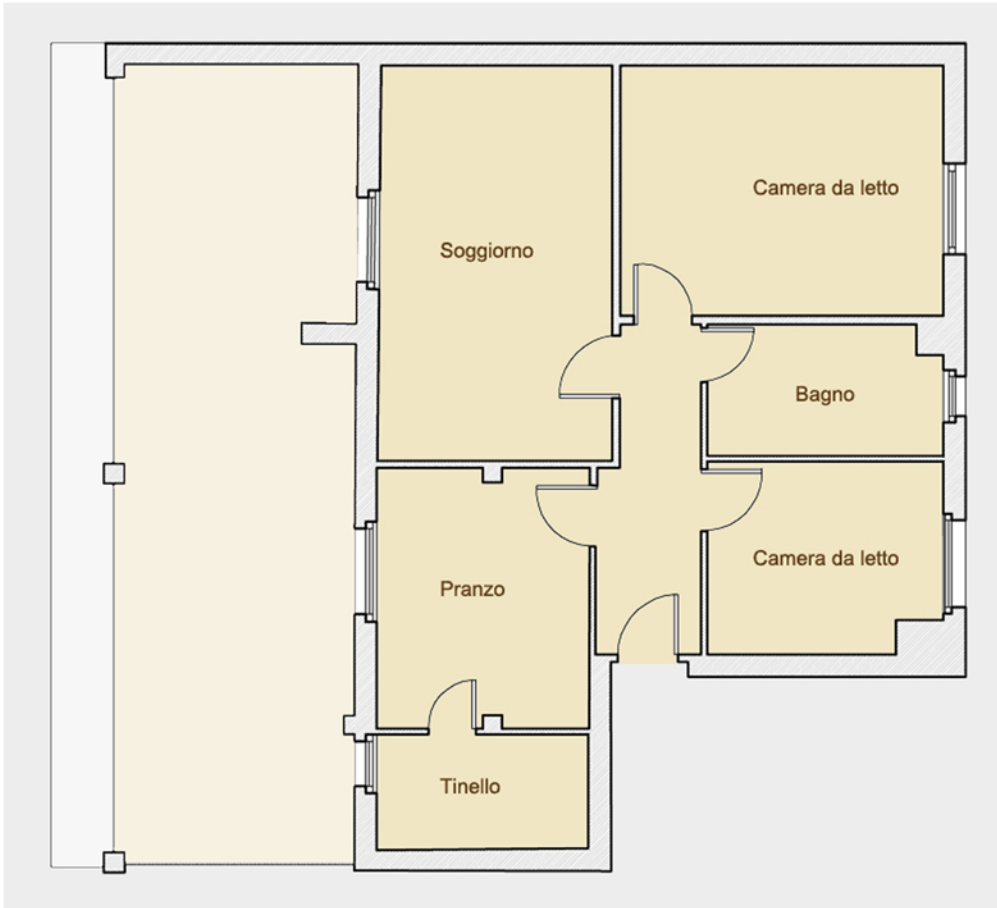 Camera da letto
Soggiorno
Bagno
Camera da letto
Pranzo
Tinello